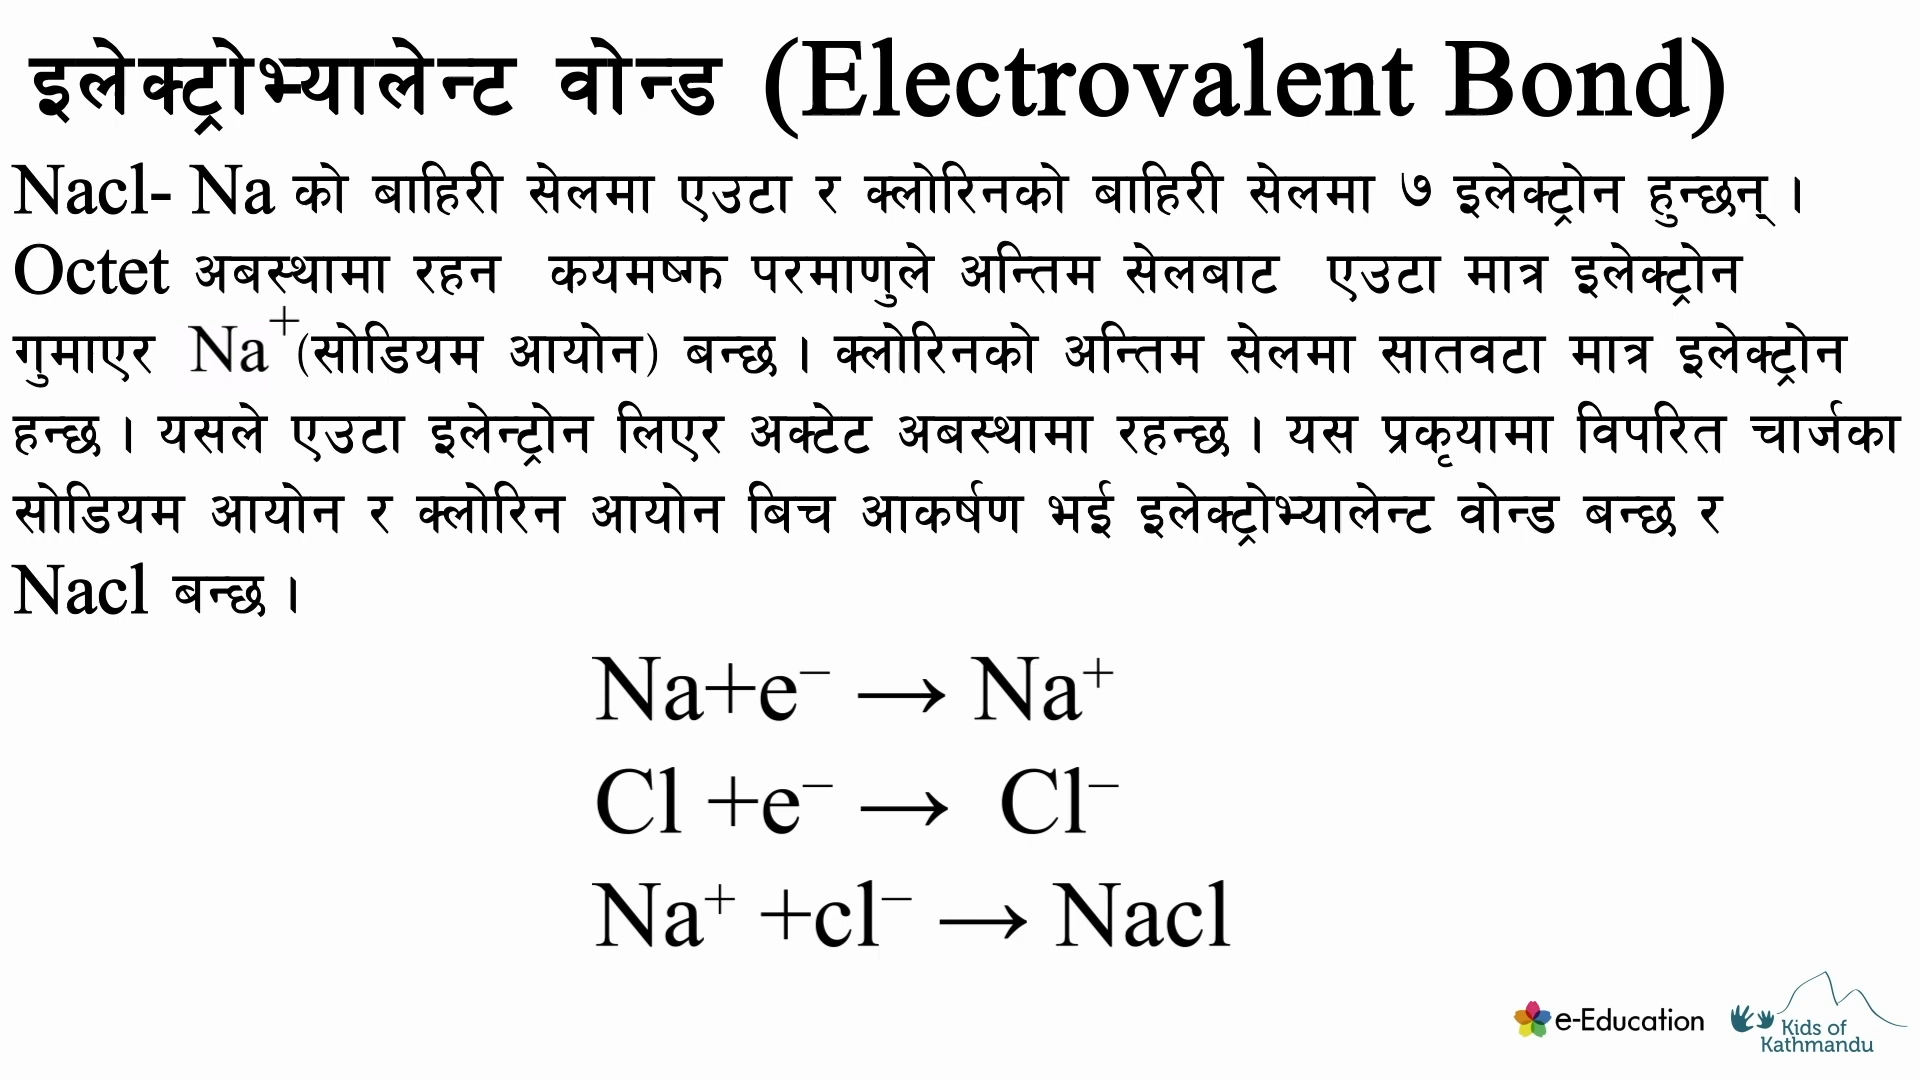 इलेक्ट्रोभ्यालेन्ट वोन्ड (Electrovalent Bond)
Nacl- Na को बाहिरी सेलमा एउटा र क्लोरिनको बाहिरी सेलमा ७ इलेक्ट्रोन हुन्छन् ।
Octet अबस्थामा रहन कयमष्फ परमाणुले अन्तिम सेलबाट एउटा मात्र इलेक्ट्रोन
गुमाएर Na⁺(सोडियम आयोन) बन्छ । क्लोरिनको अन्तिम सेलमा सातवटा मात्र इलेक्ट्रोन
हन्छ । यसले एउटा इलेन्ट्रोन लिएर अक्टेट अबस्थामा रहन्छ । यस प्रकृयामा विपरित चार्जका
सोडियम आयोन र क्लोरिन आयोन बिच आकर्षण भई इलेक्ट्रोभ्यालेन्ट वोन्ड बन्छ र
Nacl बन्छ ।
Na+e⁻ → Na⁺
Cl +e⁻ → Cl⁻
Na⁺ +cl⁻ → Nacl
e-Education
Kids of
Kathmandu